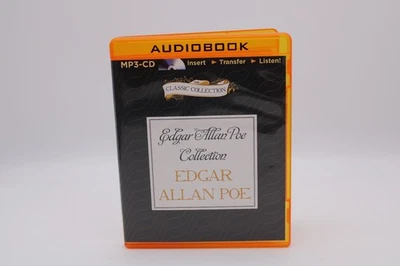 AUDIOBOOK
MP3-CD Insert ► Transfer ► Listen!
CLASSIC COLLECTION
Edgar Allan Poe
Collection
EDGAR
ALLAN POE